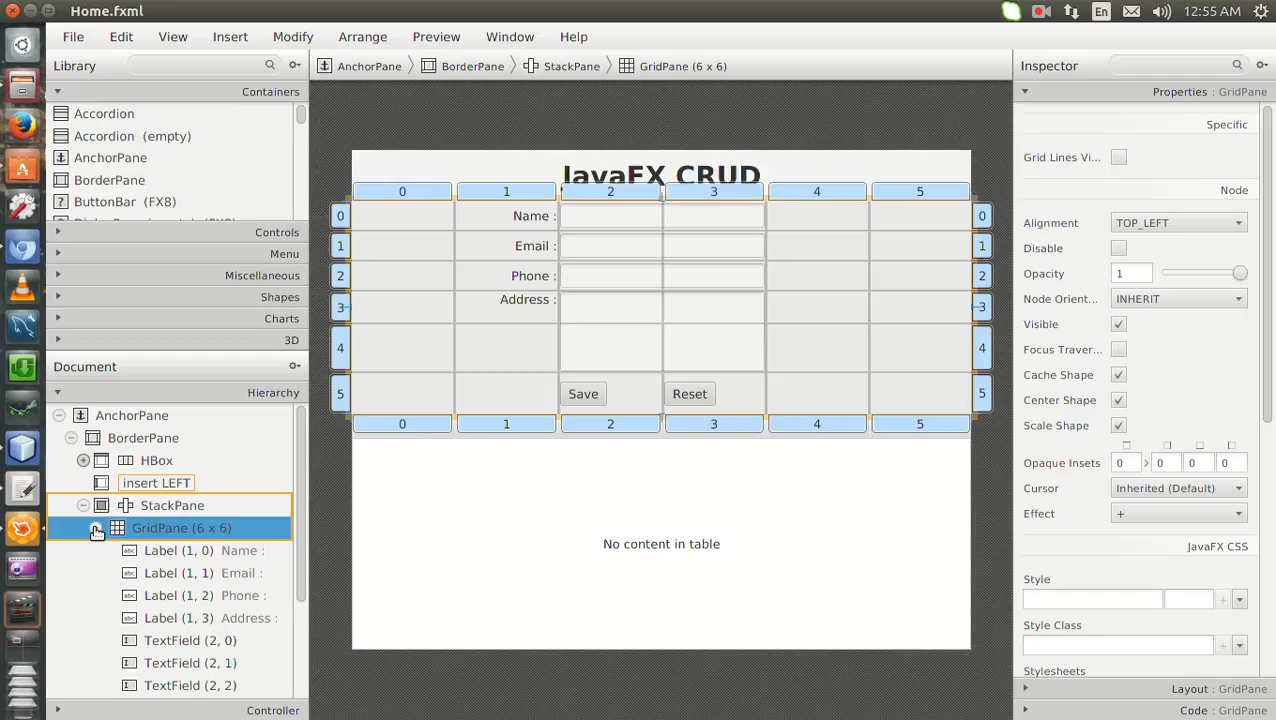 Home.fxml
En
12:55 AM
File Edit View Insert Modify Arrange Preview Window Help
Library
AnchorPane BorderPane StackPane GridPane (6 x 6)
Inspector
Containers
Properties : GridPane
Accordion
Accordion (empty)
AnchorPane
BorderPane
ButtonBar (FX8)
Controls
Menu
Miscellaneous
Shapes
Charts
3D
Document
Hierarchy
AnchorPane
BorderPane
HBox
insert LEFT
StackPane
GridPane (6 x 6)
Label (1, 0) Name :
Label (1, 1) Email :
Label (1, 2) Phone :
Label (1, 3) Address :
TextField (2, 0)
TextField (2, 1)
TextField (2, 2)
Controller
JavaFX CRUD
0 1 2 3 4 5
0 Name : 0
1 Email : 1
2 Phone : 2
3 Address : 3
4 4
5 Save Reset 5
0 1 2 3 4 5
No content in table
Specific
Grid Lines Vi...
Node
Alignment TOP_LEFT
Disable
Opacity 1
Node Orient... INHERIT
Visible
Focus Traver...
Cache Shape
Center Shape
Scale Shape
Opaque Insets 0 0 0 0
Cursor Inherited (Default)
Effect +
JavaFX CSS
Style
+
Style Class
+
Stylesheets
Layout : GridPane
Code : GridPane